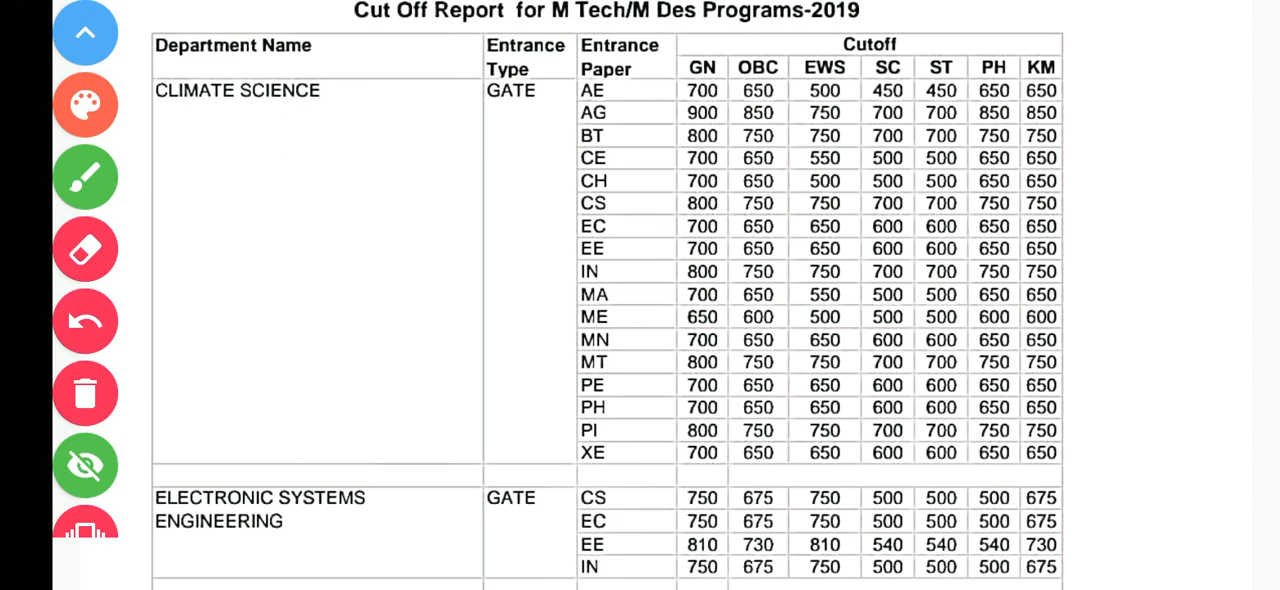 Cut Off Report for M Tech/M Des Programs-2019
Department Name Entrance Type Entrance Paper Cutoff
GN OBC EWS SC ST PH KM
CLIMATE SCIENCE GATE AE 700 650 500 450 450 650 650
AG 900 850 750 700 700 850 850
BT 800 750 750 700 700 750 750
CE 700 650 550 500 500 650 650
CH 700 650 500 500 500 650 650
CS 800 750 750 700 700 750 750
EC 700 650 650 600 600 650 650
EE 700 650 650 600 600 650 650
IN 800 750 750 700 700 750 750
MA 700 650 550 500 500 650 650
ME 650 600 500 500 500 600 600
MN 700 650 650 600 600 650 650
MT 800 750 750 700 700 750 750
PE 700 650 650 600 600 650 650
PH 700 650 650 600 600 650 650
PI 800 750 750 700 700 750 750
XE 700 650 650 600 600 650 650
ELECTRONIC SYSTEMS GATE CS 750 675 750 500 500 500 675
ENGINEERING EC 750 675 750 500 500 500 675
EE 810 730 810 540 540 540 730
IN 750 675 750 500 500 500 675